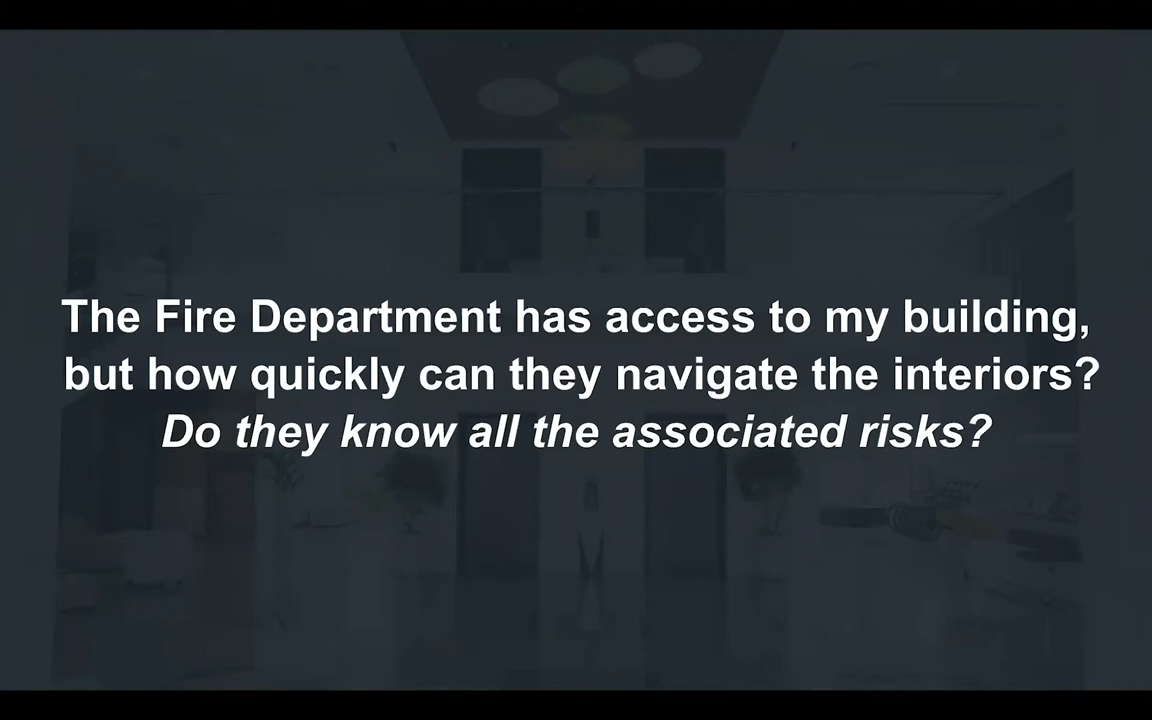 The Fire Department has access to my building,
but how quickly can they navigate the interiors?
Do they know all the associated risks?